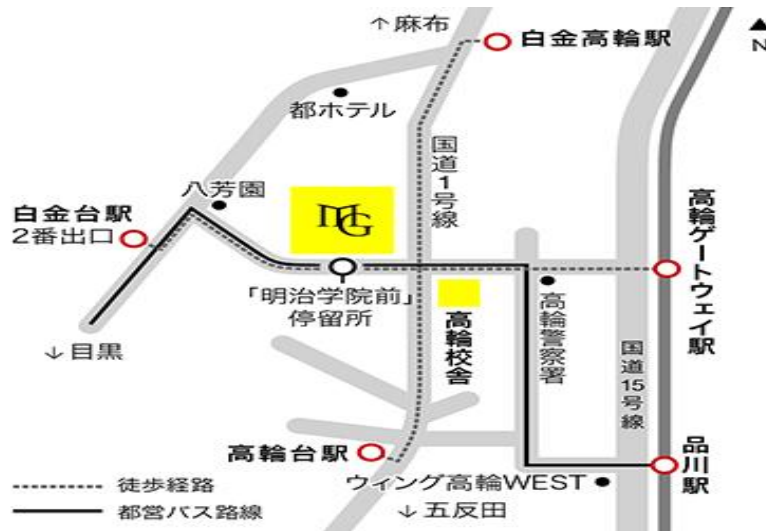 ↑麻布
白金高輪駅
▲
N
都ホテル
国道1号線
八芳園
白金台駅
2番出口
MG
高輪ゲートウェイ駅
「明治学院前」
停留所
高輪校舎
高輪警察署
国道15号線
↓目黒
高輪台駅
品川駅
ウィング高輪WEST
徒歩経路
都営バス路線
↓五反田